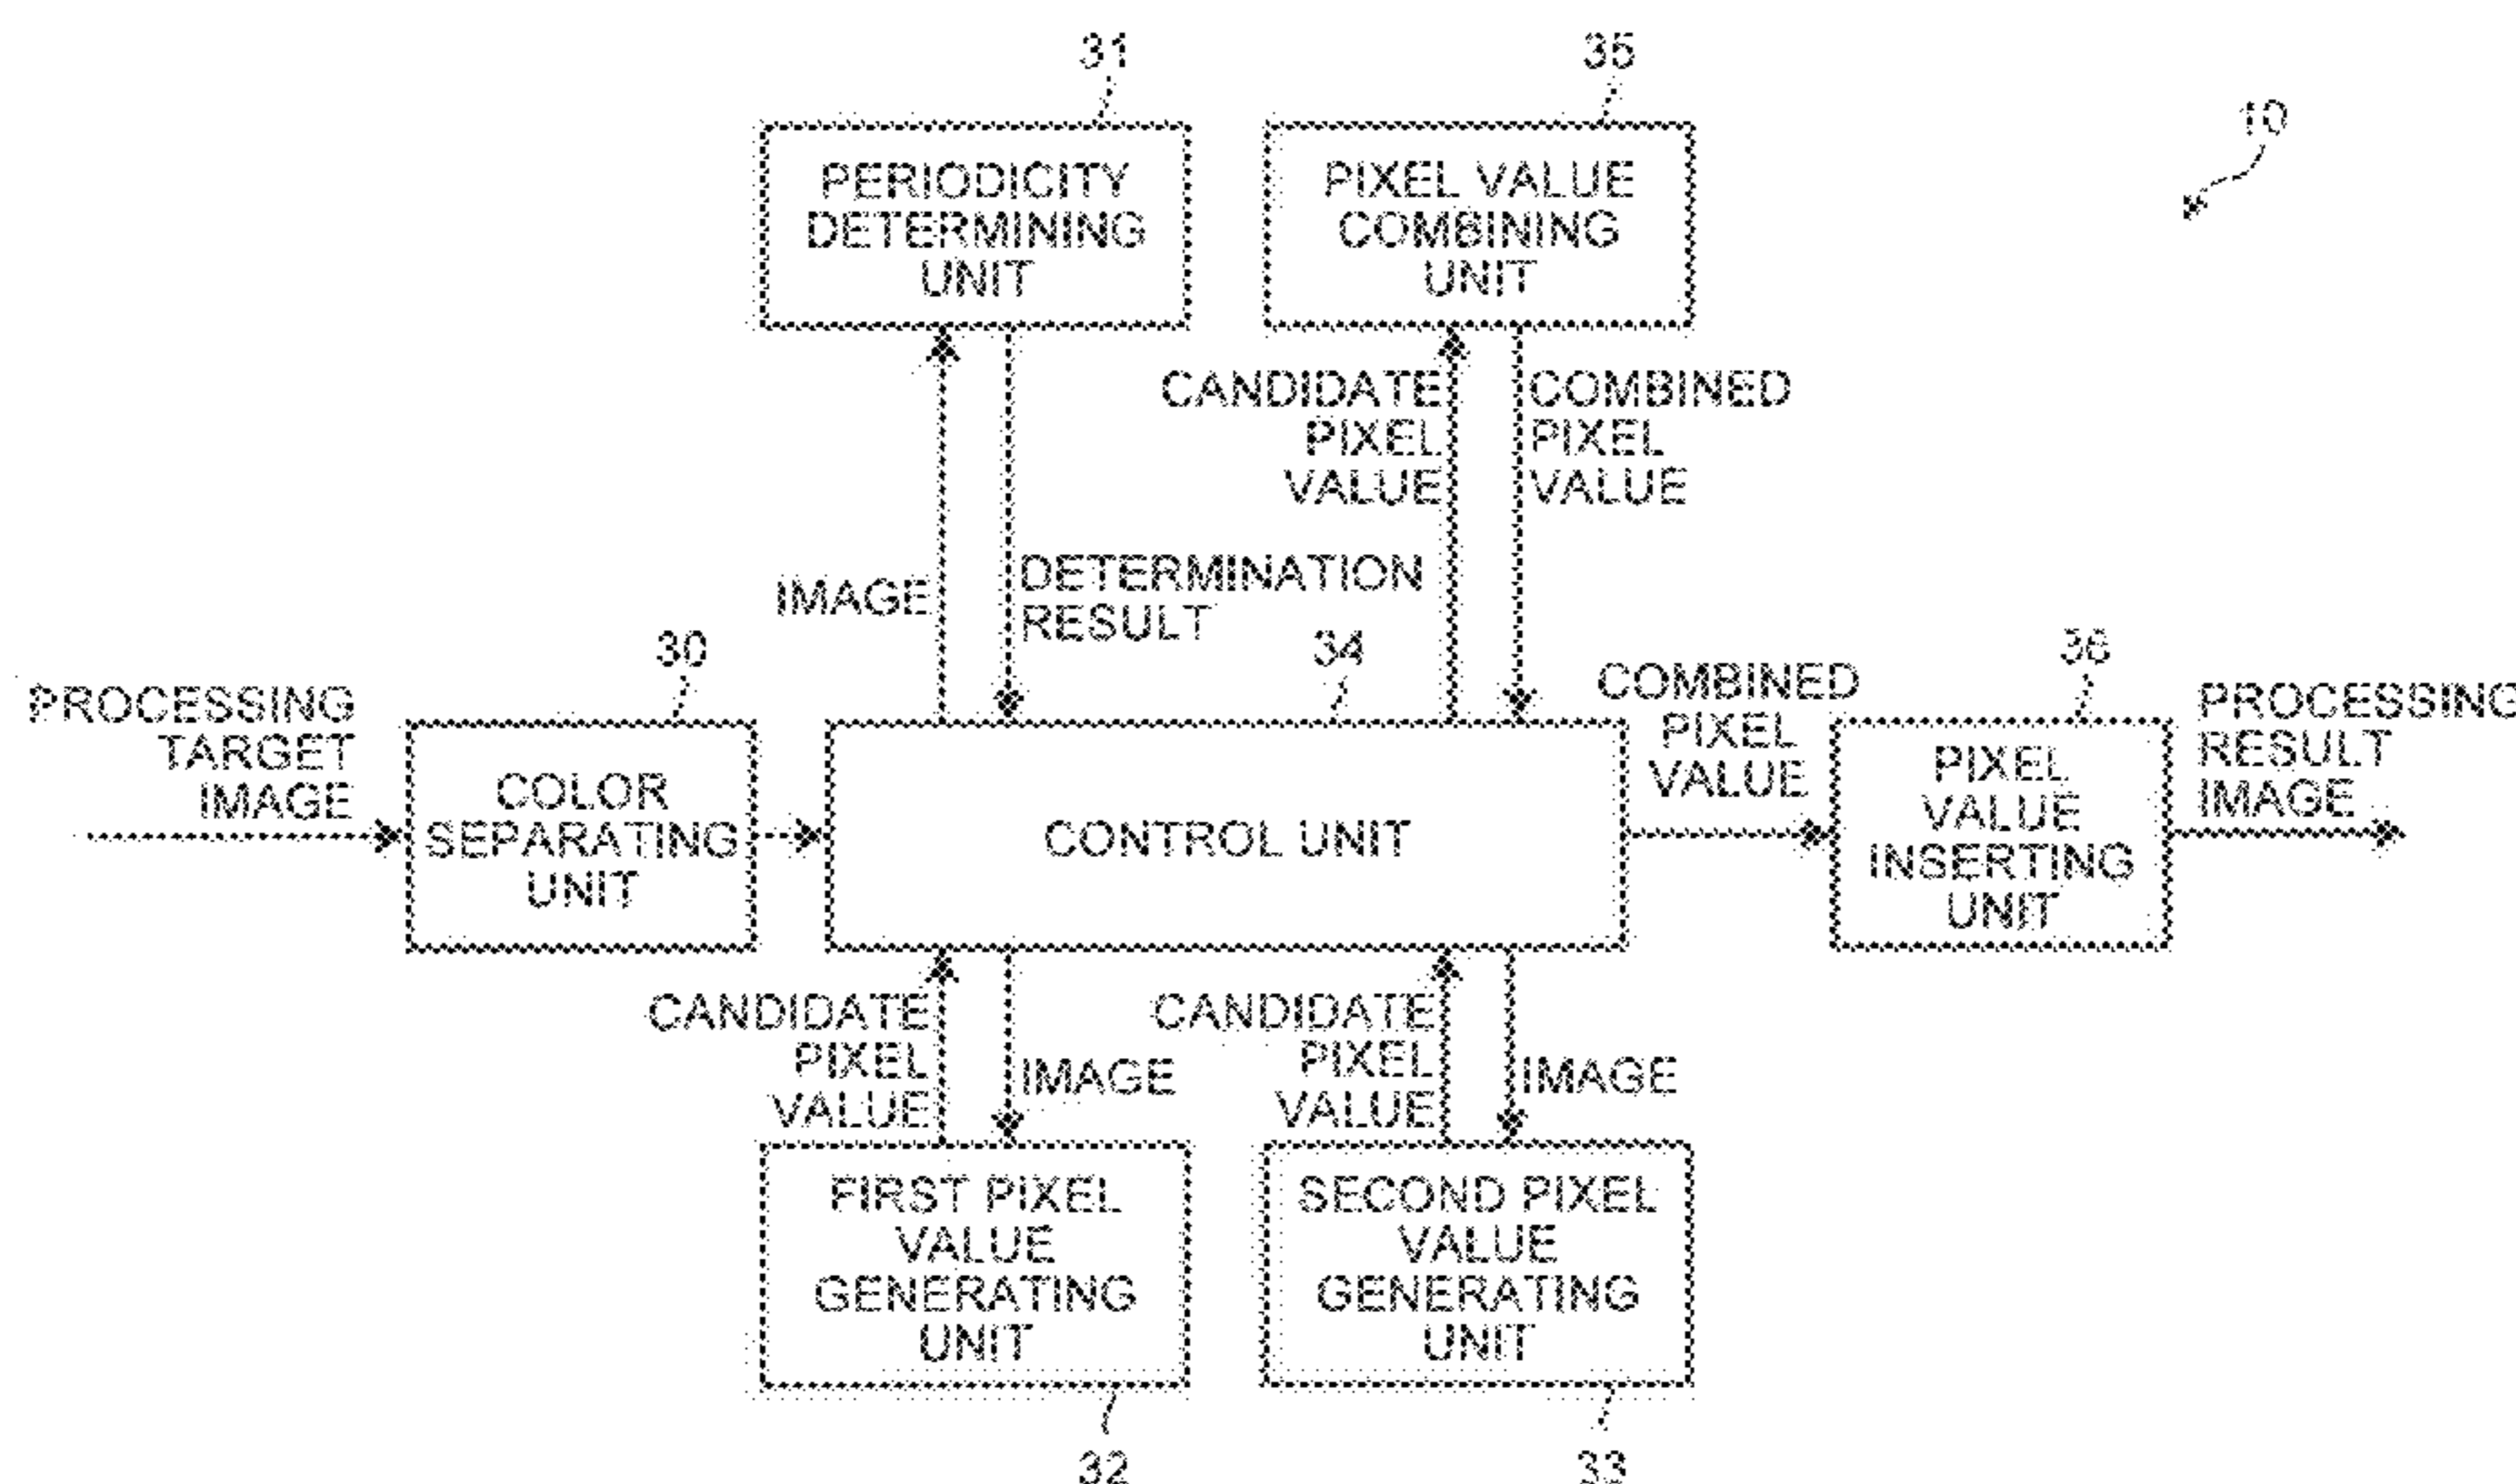 31
35
10
PERIODICITY
DETERMINING
UNIT
PIXEL VALUE
COMBINING
UNIT
CANDIDATE
PIXEL
VALUE
COMBINED
PIXEL
VALUE
IMAGE
DETERMINATION
RESULT
30
34
36
PROCESSING
TARGET
IMAGE
COLOR
SEPARATING
UNIT
CONTROL UNIT
COMBINED
PIXEL
VALUE
PIXEL
VALUE
INSERTING
UNIT
PROCESSING
RESULT
IMAGE
CANDIDATE
PIXEL
VALUE
IMAGE
CANDIDATE
PIXEL
VALUE
IMAGE
FIRST PIXEL
VALUE
GENERATING
UNIT
SECOND PIXEL
VALUE
GENERATING
UNIT
32
33